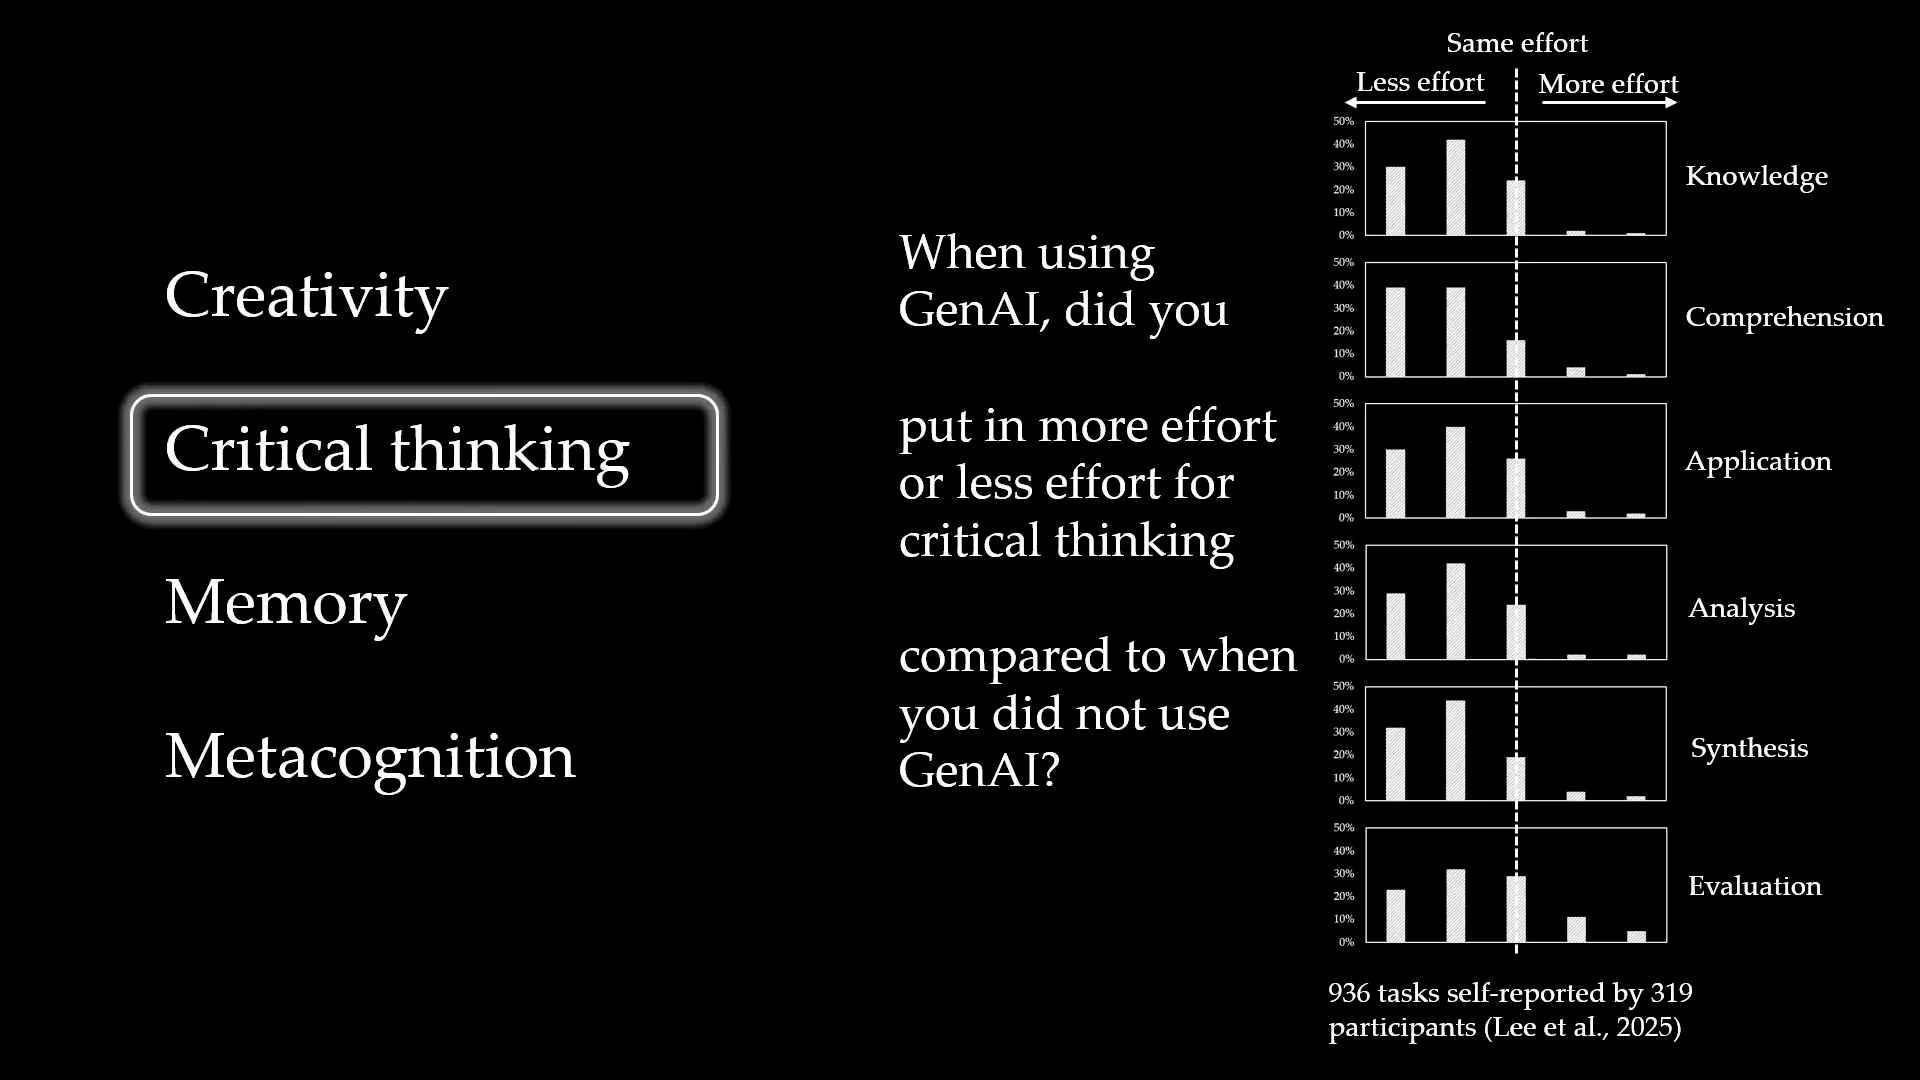 Creativity
Critical thinking
Memory
Metacognition
When using
GenAI, did you
put in more effort
or less effort for
critical thinking
compared to when
you did not use
GenAI?
Same effort
Less effort
More effort
50%
40%
30%
20%
10%
0%
Knowledge
50%
40%
30%
20%
10%
0%
Comprehension
50%
40%
30%
20%
10%
0%
Application
50%
40%
30%
20%
10%
0%
Analysis
50%
40%
30%
20%
10%
0%
Synthesis
50%
40%
30%
20%
10%
0%
Evaluation
936 tasks self-reported by 319
participants (Lee et al., 2025)